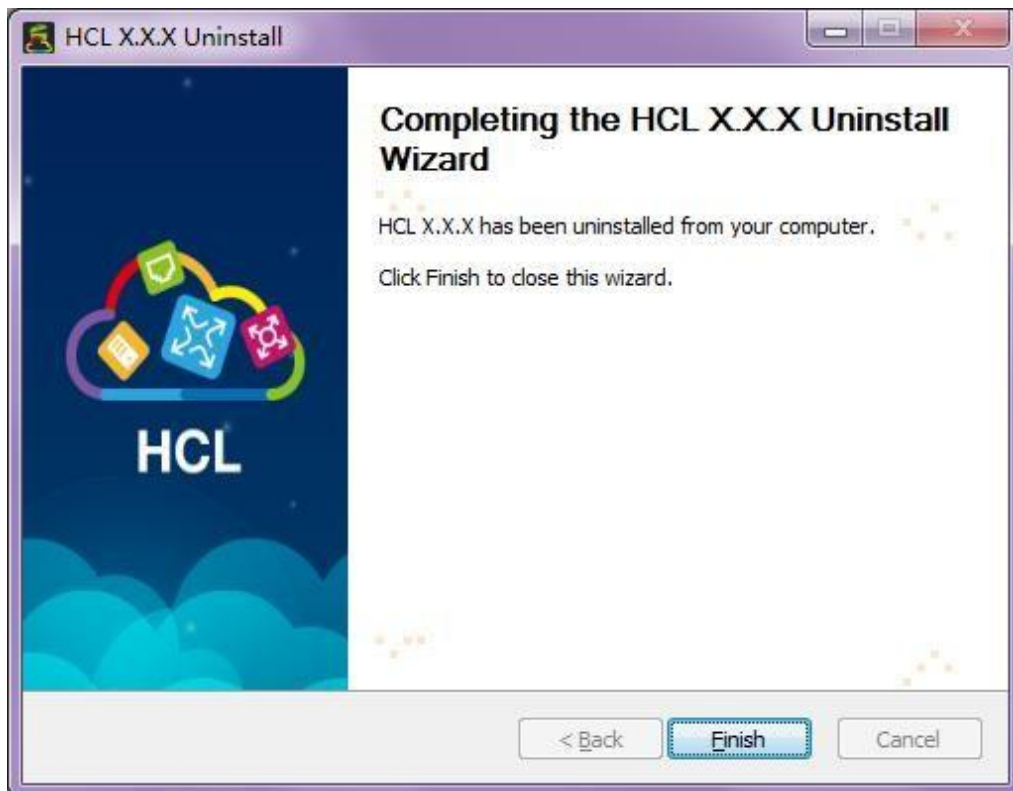 HCL X.X.X Uninstall
Completing the HCL X.X.X Uninstall
Wizard
HCL X.X.X has been uninstalled from your computer.
Click Finish to close this wizard.
HCL
< Back
Finish
Cancel